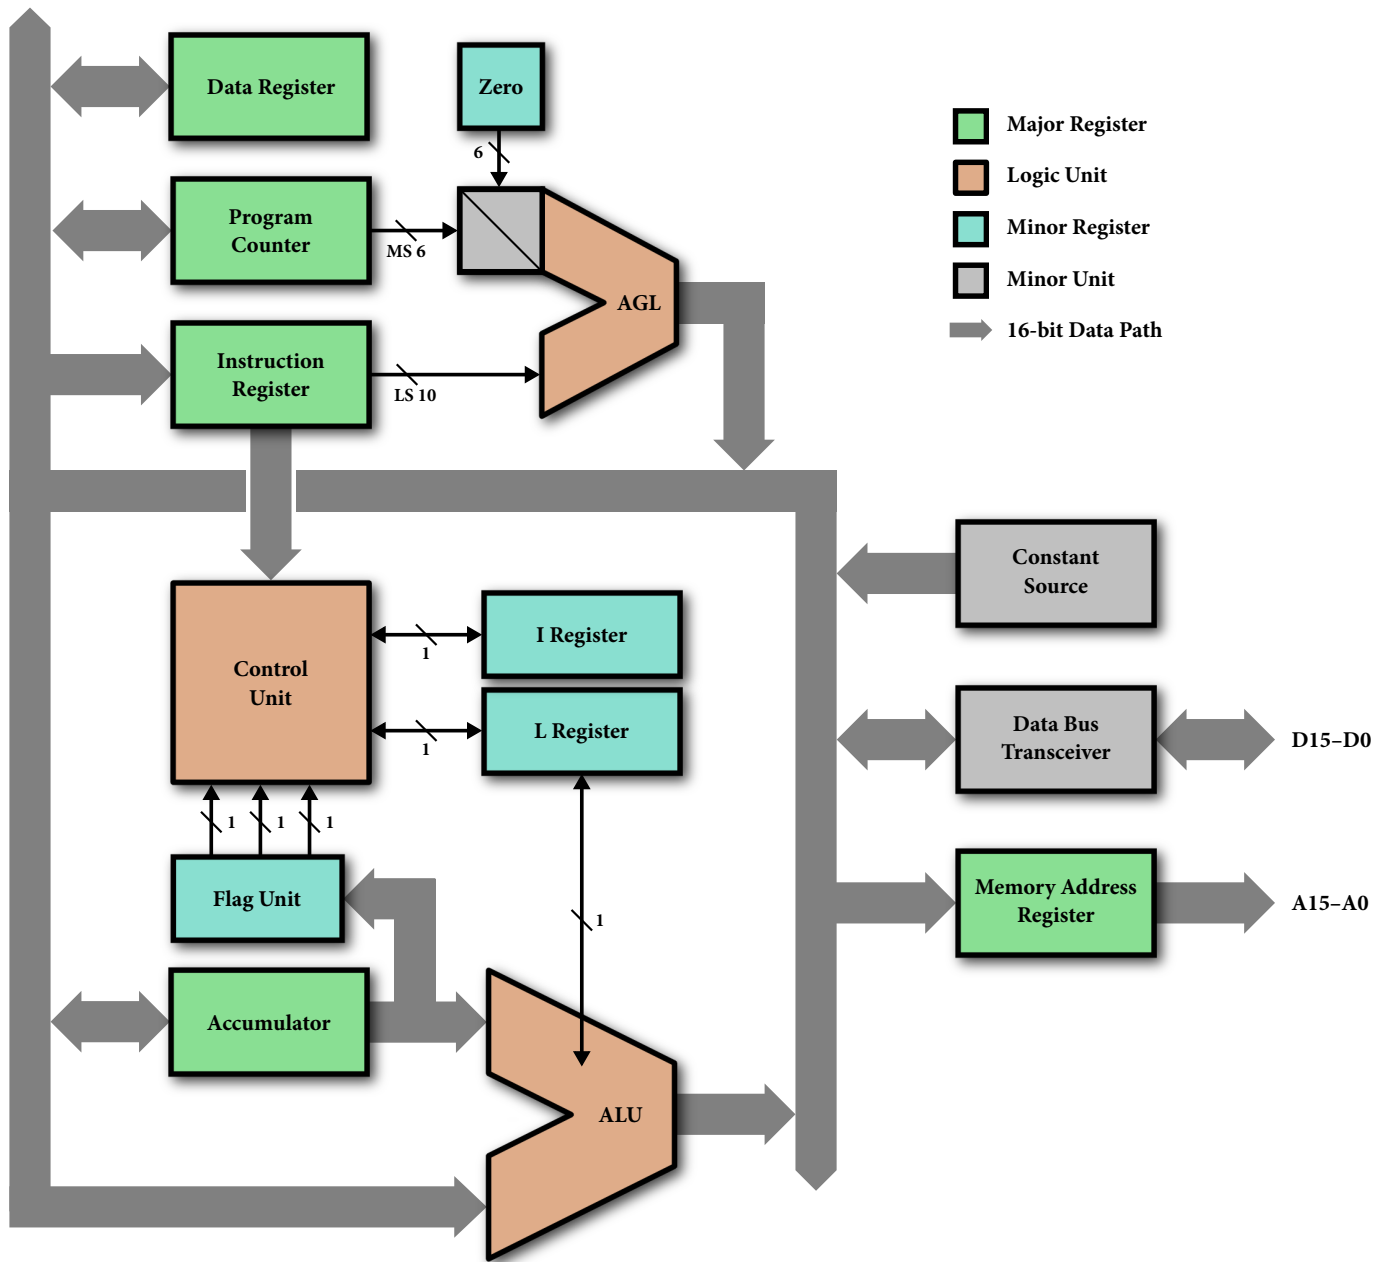 Data Register
Zero
6
Program
Counter
MS 6
AGL
Instruction
Register
LS 10
Major Register
Logic Unit
Minor Register
Minor Unit
16-bit Data Path
Constant
Source
Control
Unit
1
I Register
1
L Register
Data Bus
Transceiver
D15–D0
1
1
1
Flag Unit
1
Memory Address
Register
A15–A0
Accumulator
ALU